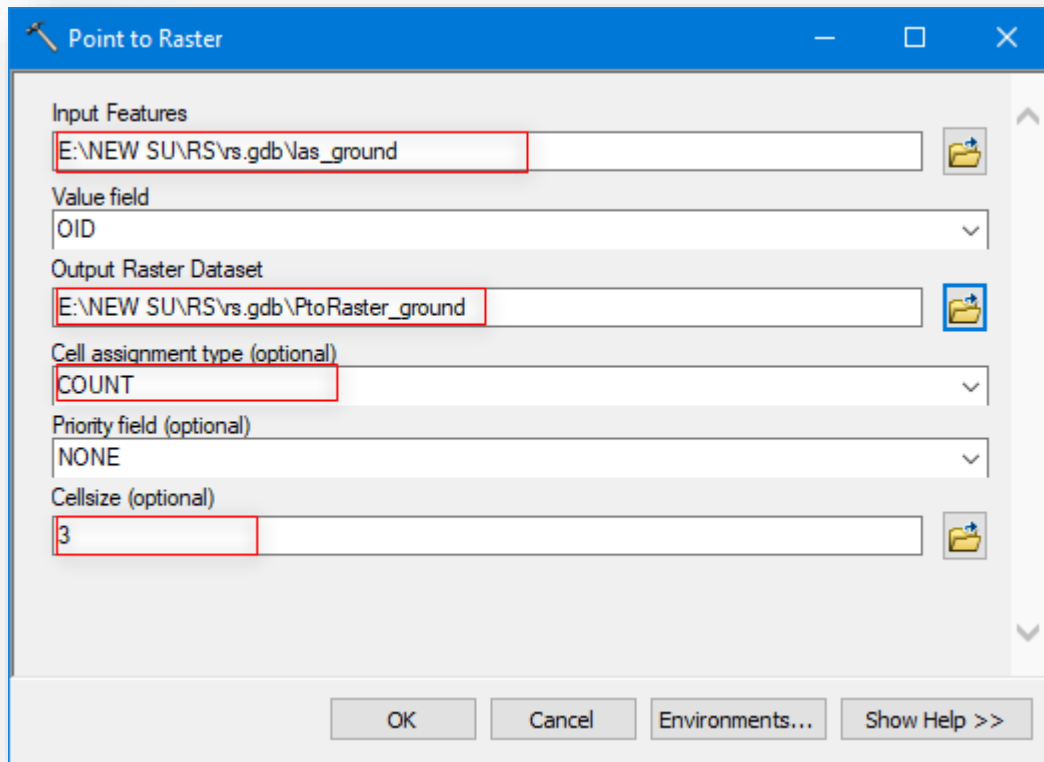 Point to Raster
Input Features
E:\NEW SU\RS\rs.gdb\las_ground
Value field
OID
Output Raster Dataset
E:\NEW SU\RS\rs.gdb\PtoRaster_ground
Cell assignment type (optional)
COUNT
Priority field (optional)
NONE
Cellsize (optional)
3
OK Cancel Environments... Show Help >>